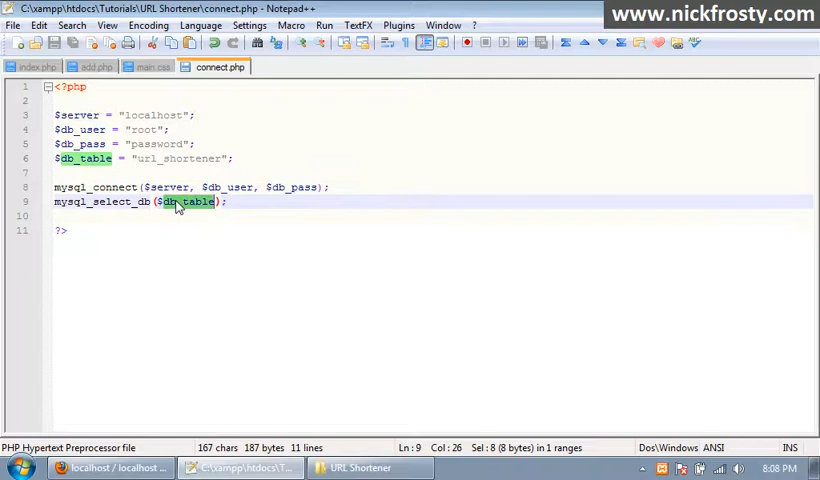 C:\xampp\htdocs\Tutorials\URL Shortener\connect.php - Notepad++
www.nickfrosty.com
File Edit Search View Encoding Language Settings Macro Run TextFX Plugins Window ?
index.php add.php main.css connect.php
1 <?php
2
3 $server = "localhost";
4 $db_user = "root";
5 $db_pass = "password";
6 $db_table = "url_shortener";
7
8 mysql_connect($server, $db_user, $db_pass);
9 mysql_select_db($db_table);
10
11 ?>
PHP Hypertext Preprocessor file 167 chars 187 bytes 11 lines Ln : 9 Col : 26 Sel : 8 (8 bytes) in 1 ranges Dos\Windows ANSI INS
localhost / localhost ... C:\xampp\htdocs\T... URL Shortener 8:08 PM